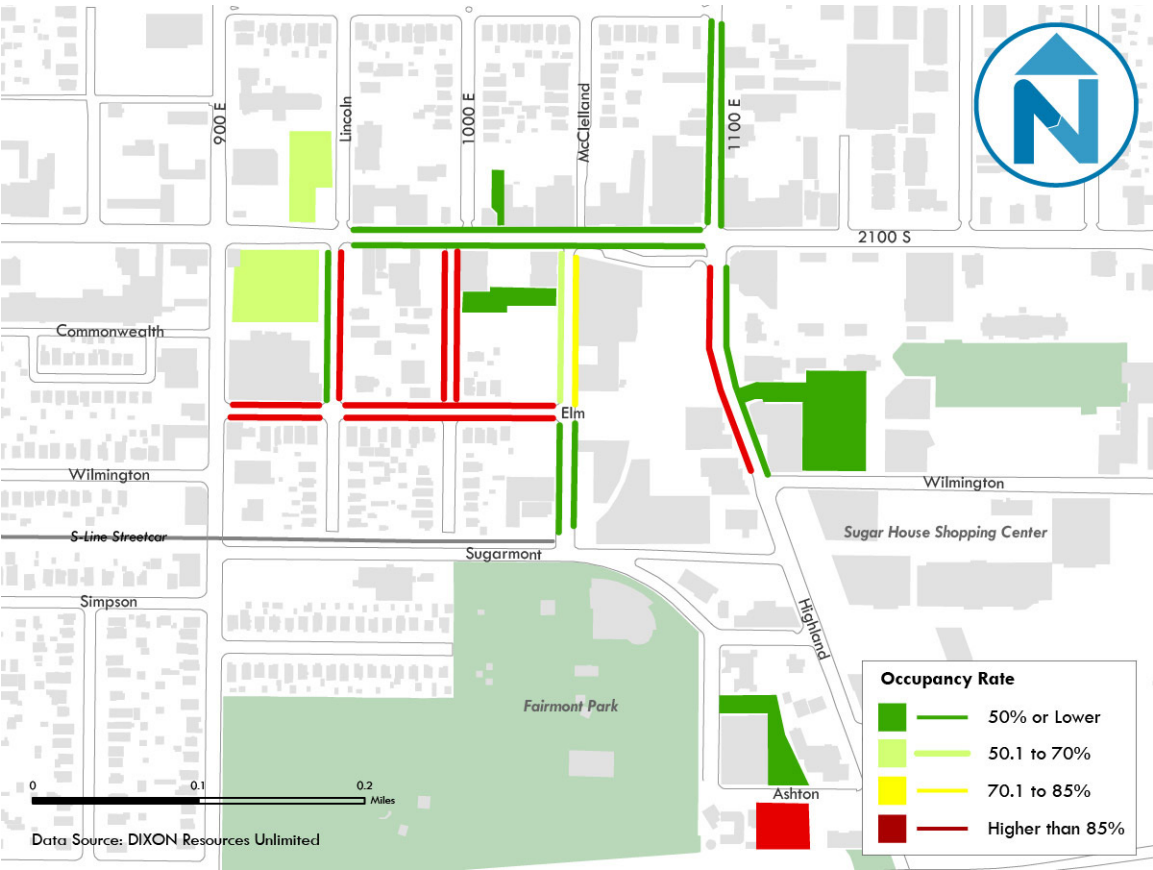 900 E
Lincoln
1000 E
McClelland
1100 E
N
2100 S
Commonwealth
Elm
Wilmington
Wilmington
S-Line Streetcar
Sugar House Shopping Center
Sugarmont
Simpson
Highland
Fairmont Park
Occupancy Rate
50% or Lower
50.1 to 70%
70.1 to 85%
Higher than 85%
0 0.1 0.2
Miles
Ashton
Data Source: DIXON Resources Unlimited